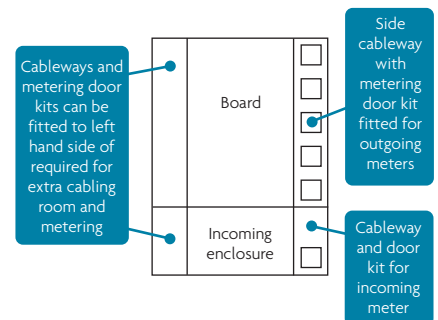 Cableways and
metering door
kits can be
fitted to left
hand side of
required for
extra cabling
room and
metering
Board
Incoming
enclosure
Side
cableway
with
metering
door kit
fitted for
outgoing
meters
Cableway
and door
kit for
incoming
meter